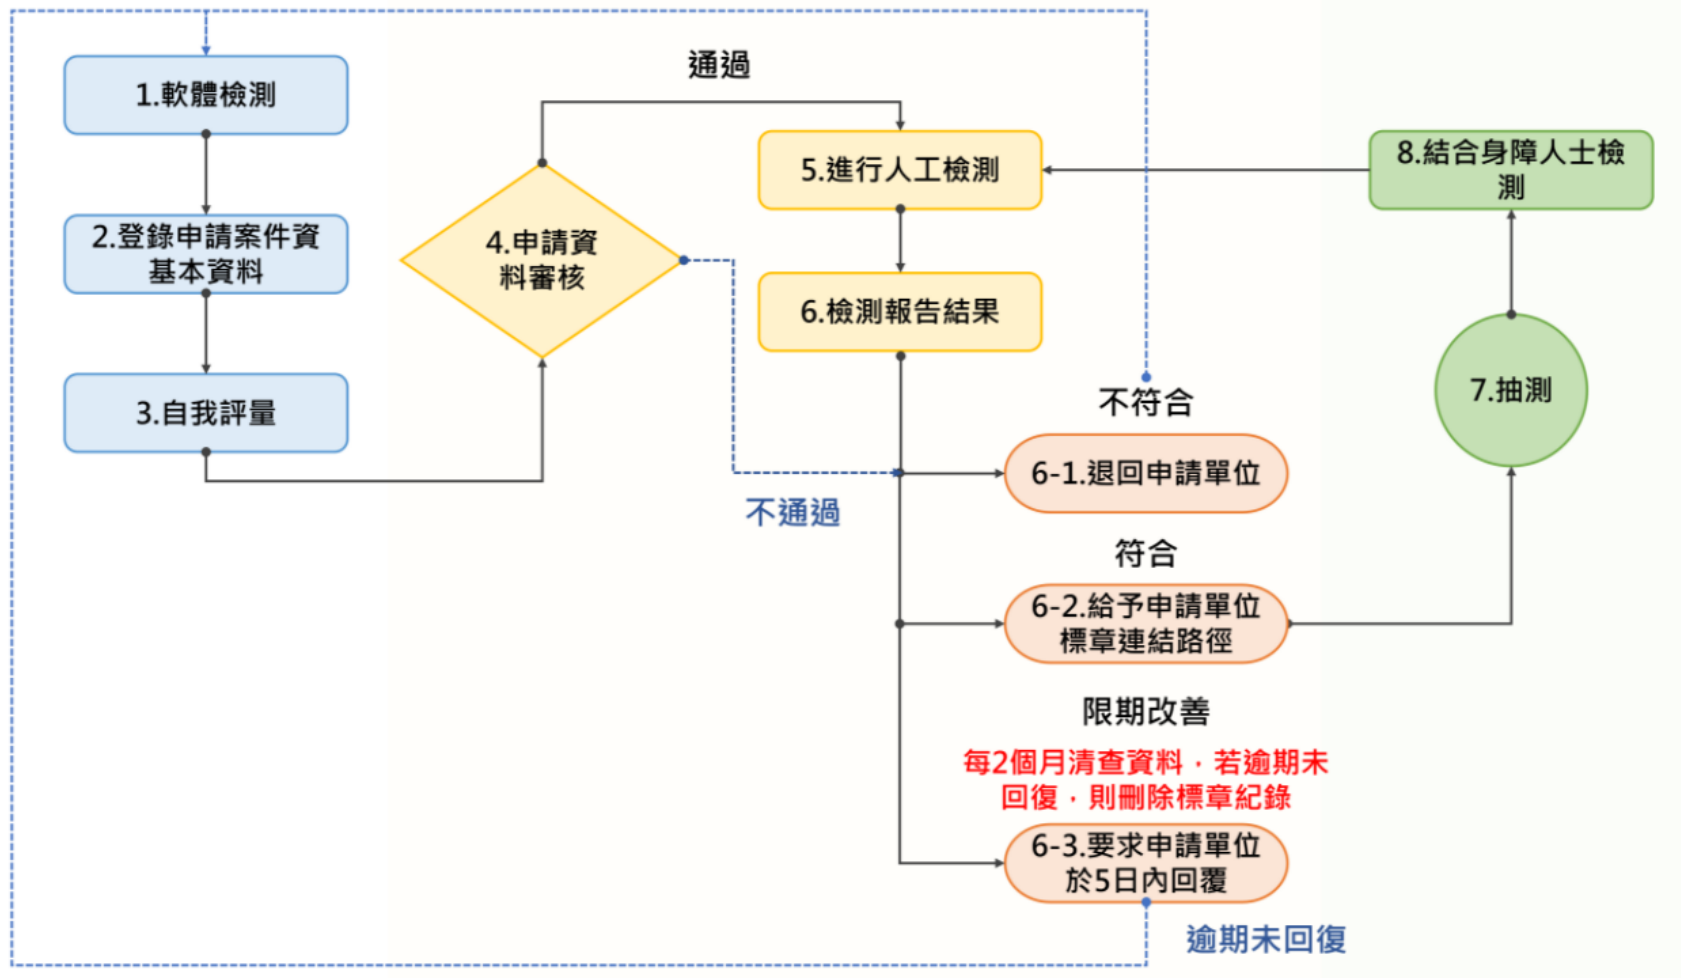 1.軟體檢測
2.登錄申請案件資
基本資料
3.自我評量
4.申請資
料審核
通過
不通過
5.進行人工檢測
6.檢測報告結果
不符合
6-1.退回申請單位
符合
6-2.給予申請單位
標章連結路徑
限期改善
每2個月清查資料，若逾期未
回復，則刪除標章紀錄
6-3.要求申請單位
於5日內回覆
逾期未回復
7.抽測
8.結合身障人士檢
測